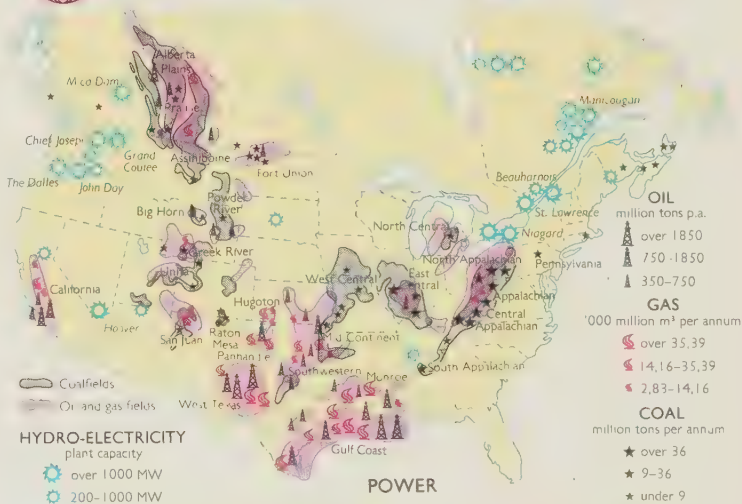 Alberta
Plains
Mica Dam
Prairie
Manicougan
Chief Joseph
Grand
Coulee
Assiniboine
Fort Union
The Dalles
John Day
Beauharnois
St. Lawrence
Niagara
Powder
River
Big Horn
North Central
Green River
Uinta
North Appalachian
Pennsylvania
West Central
East
Central
Appalachian
Central
Appalachian
California
Hugoton
Hoover
San Juan
Raton
Mesa
Panhandle
Mid Continent
Southwestern
Monroe
South Appalachian
West Texas
Gulf Coast
Coalfields
Oil and gas fields
HYDRO-ELECTRICITY
plant capacity
over 1000 MW
200-1000 MW
POWER
OIL
million tons p.a.
over 1850
750-1850
350-750
GAS
'000 million m³ per annum
over 35,39
14,16-35,39
2,83-14,16
COAL
million tons per annum
over 36
9-36
under 9